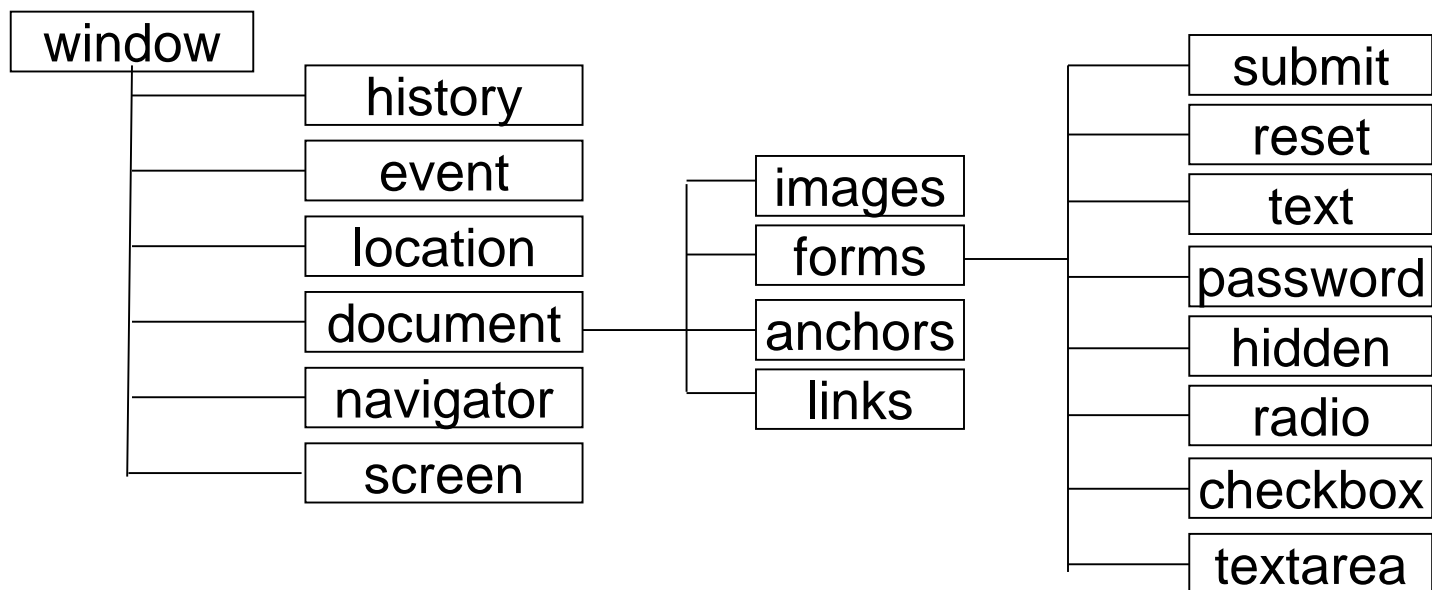 window
history
event
location
document
navigator
screen
images
forms
anchors
links
submit
reset
text
password
hidden
radio
checkbox
textarea